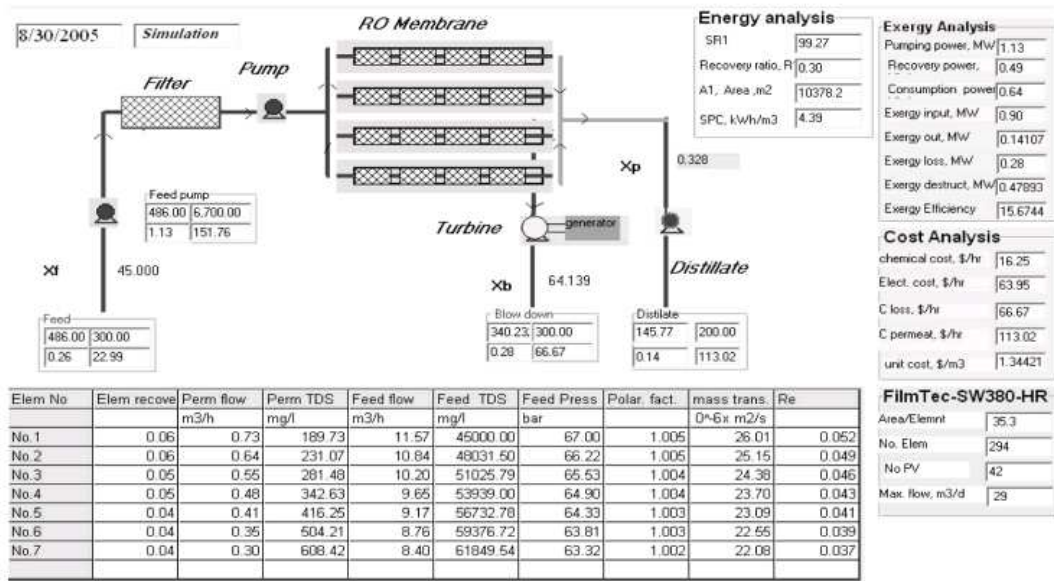 8/30/2005
Simulation
RO Membrane
Filter
Pump
Feed pump
486.00 6,700.00
1.13 151.76
Xf
45.000
Feed
486.00 300.00
0.26 22.99
Turbine
generator
Xb
64.139
Blow down
340.23 300.00
0.28 66.67
Xp
0.328
Distillate
Distilate
145.77 200.00
0.14 113.02
Energy analysis
SR1 99.27
Recovery ratio, R 0.30
A1, Area ,m2 10378.2
SPC, kWh/m3 4.39
Exergy Analysis
Pumping power, MW 1.13
Recovery power, 0.49
Consumption power 0.64
Exergy input, MW 0.90
Exergy out, MW 0.14107
Exergy loss, MW 0.28
Exergy destruct, MW 0.47893
Exergy Efficiency 15.6744
Cost Analysis
chemical cost, $/hr 16.25
Elect. cost, $/hr 63.95
C loss, $/hr 66.67
C permeat, $/hr 113.02
unit cost, $/m3 1.34421
FilmTec-SW380-HR
Area/Elemnt 35.3
No. Elem 294
No PV 42
Max. flow, m3/d 29
Elem No Elem recove Perm flow Perm TDS Feed flow Feed TDS Feed Press Polar. fact. mass trans. Re
m3/h mg/l m3/h mg/l bar 0^-6x m2/s
No.1 0.06 0.73 189.73 11.57 45000.00 67.00 1.005 26.01 0.052
No.2 0.06 0.64 231.07 10.84 48031.50 66.22 1.005 25.15 0.049
No.3 0.05 0.55 281.48 10.20 51025.79 65.53 1.004 24.38 0.046
No.4 0.05 0.48 342.63 9.65 53939.00 64.90 1.004 23.70 0.043
No.5 0.04 0.41 416.25 9.17 56732.78 64.33 1.003 23.09 0.041
No.6 0.04 0.35 504.21 8.76 59376.72 63.81 1.003 22.55 0.039
No.7 0.04 0.30 608.42 8.40 61849.54 63.32 1.002 22.08 0.037